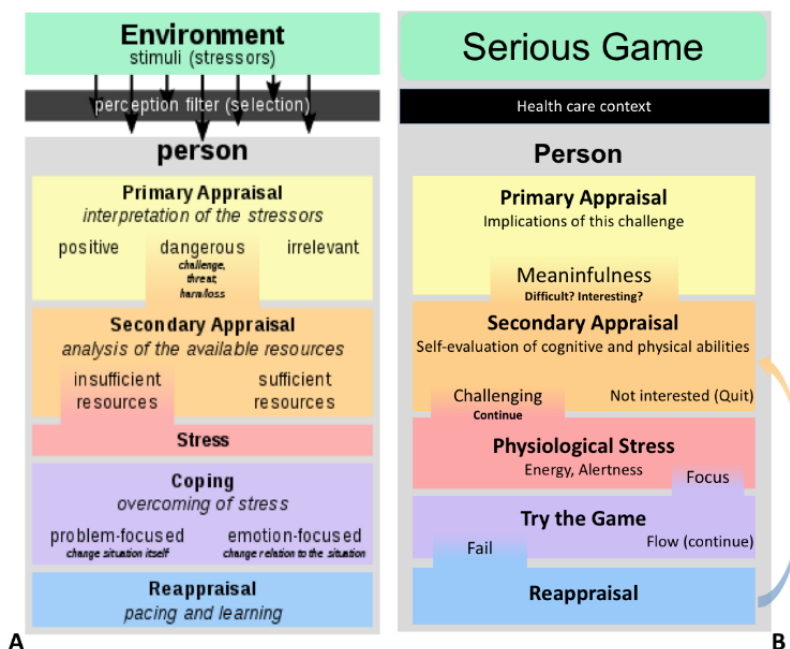 Environment
stimuli (stressors)
perception filter (selection)
person
Primary Appraisal
interpretation of the stressors
positive
dangerous
irrelevant
challenge,
threat,
harm/loss
Secondary Appraisal
analysis of the available resources
insufficient
resources
sufficient
resources
Stress
Coping
overcoming of stress
problem-focused
change situation itself
emotion-focused
change relation to the situation
Reappraisal
pacing and learning
A
Serious Game
Health care context
Person
Primary Appraisal
Implications of this challenge
Meaninfulness
Difficult? Interesting?
Secondary Appraisal
Self-evaluation of cognitive and physical abilities
Challenging
Continue
Not interested (Quit)
Physiological Stress
Energy, Alertness
Focus
Try the Game
Flow (continue)
Fail
Reappraisal
B